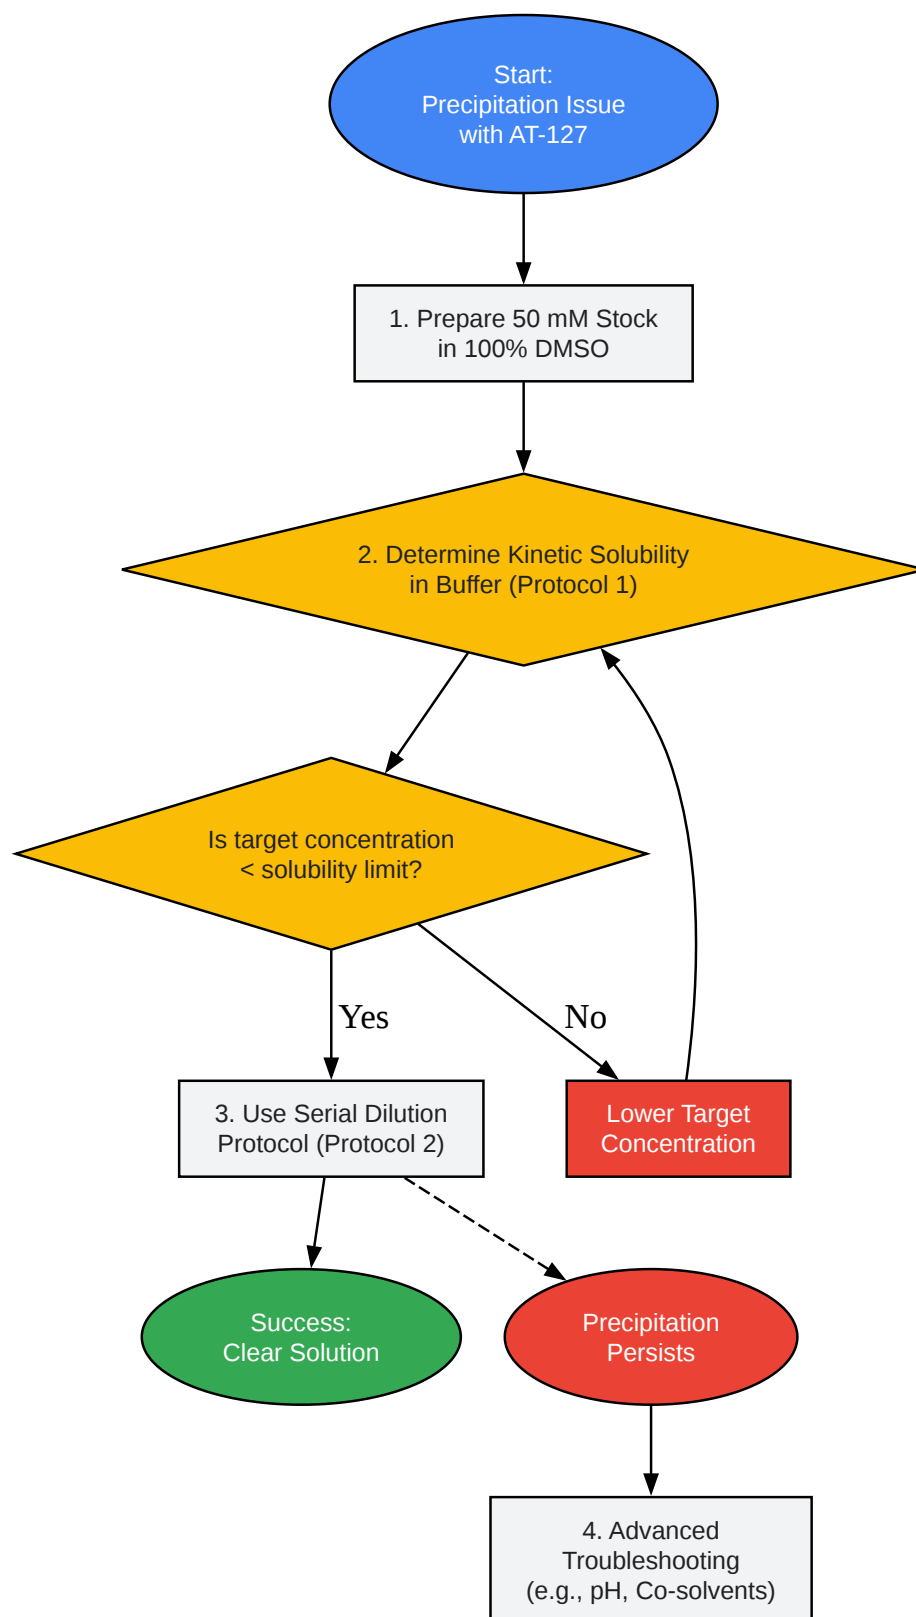 Start:
Precipitation Issue
with AT-127
1. Prepare 50 mM Stock
in 100% DMSO
2. Determine Kinetic Solubility
in Buffer (Protocol 1)
Is target concentration
< solubility limit?
Yes
No
3. Use Serial Dilution
Protocol (Protocol 2)
Lower Target
Concentration
Success:
Clear Solution
Precipitation
Persists
4. Advanced
Troubleshooting
(e.g., pH, Co-solvents)